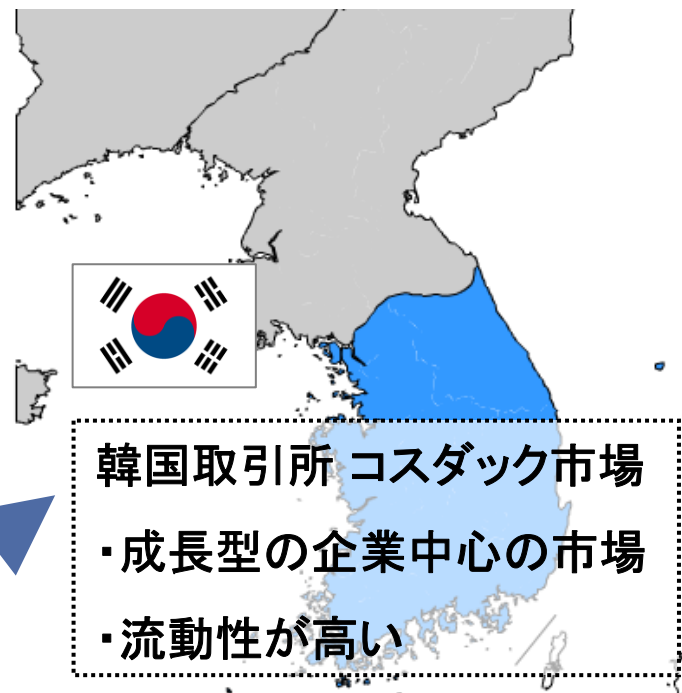 韓国取引所 コスダック市場
・成長型の企業中心の市場
・流動性が高い